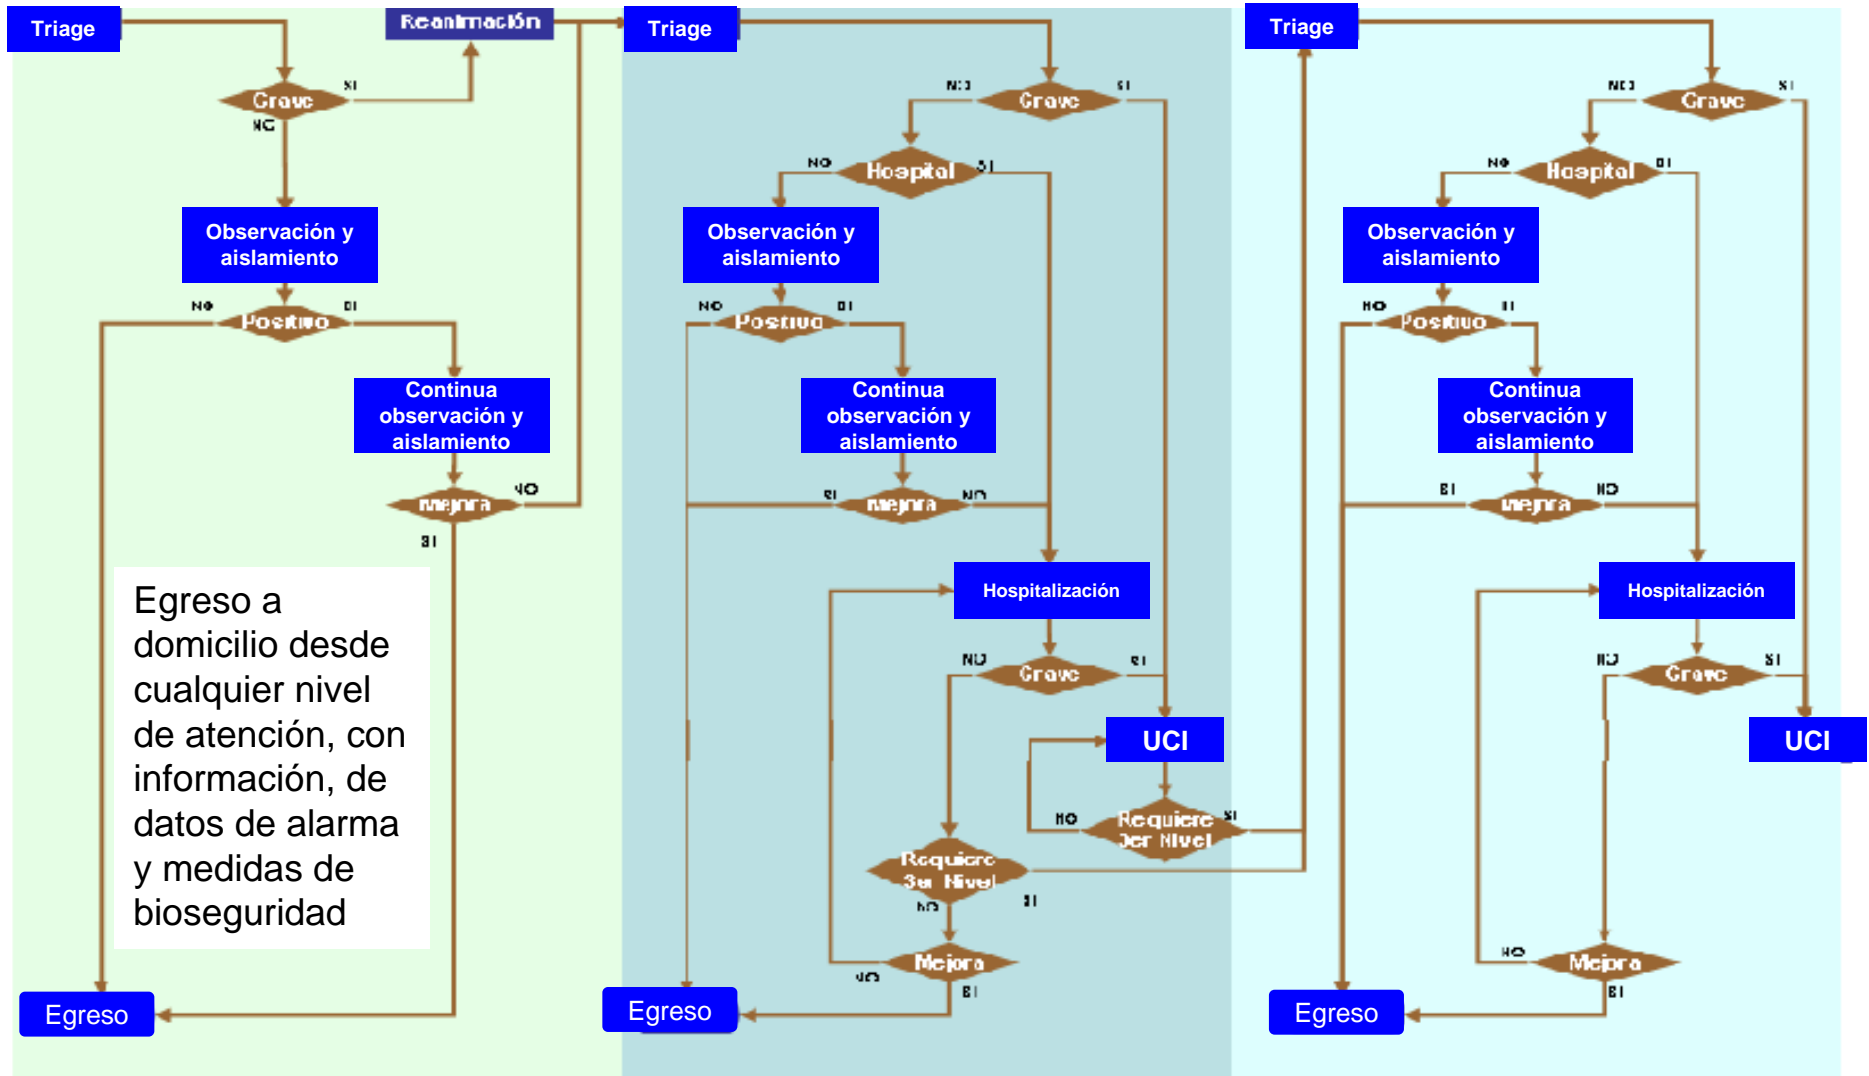 Triage
Reanimación
Grave
SI
NO
Observación y
aislamiento
NO
Positivo
SI
Continua
observación y
aislamiento
Mejora
NO
SI
Egreso a
domicilio desde
cualquier nivel
de atención, con
información, de
datos de alarma
y medidas de
bioseguridad
Egreso
Triage
NO
Grave
SI
NO
Hospital
SI
Observación y
aislamiento
NO
Positivo
SI
Continua
observación y
aislamiento
SI
Mejora
NO
Hospitalización
NO
Grave
SI
UCI
NO
Requiere
3er Nivel
SI
Requiere
3er Nivel
NO
SI
Mejora
NO
SI
Egreso
Triage
NO
Grave
SI
NO
Hospital
SI
Observación y
aislamiento
NO
Positivo
SI
Continua
observación y
aislamiento
SI
Mejora
NO
Hospitalización
NO
Grave
SI
UCI
NO
Mejora
SI
Egreso